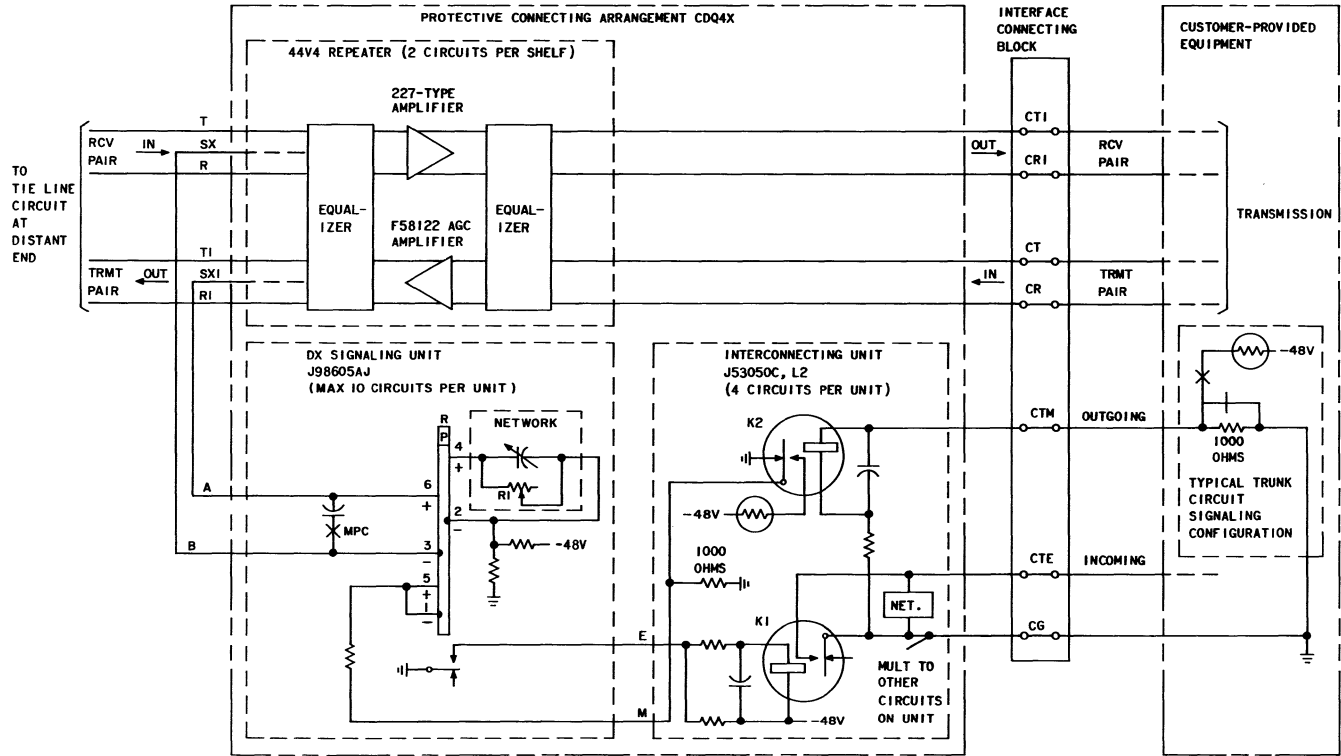 PROTECTIVE CONNECTING ARRANGEMENT CDQ4X
INTERFACE
CONNECTING
BLOCK
CUSTOMER-PROVIDED
EQUIPMENT
44V4 REPEATER (2 CIRCUITS PER SHELF)
227-TYPE
AMPLIFIER
T
RCV
PAIR
IN
SX
R
OUT
CT1
CR1
RCV
PAIR
TO
TIE LINE
CIRCUIT
AT
DISTANT
END
EQUAL-
IZER
F58122 AGC
AMPLIFIER
EQUAL-
IZER
TRANSMISSION
T1
TRMT
PAIR
OUT
SX1
R1
IN
CT
CR
TRMT
PAIR
DX SIGNALING UNIT
J98605AJ
(MAX 10 CIRCUITS PER UNIT)
INTERCONNECTING UNIT
J53050C, L2
(4 CIRCUITS PER UNIT)
-48V
NETWORK
R
P
4
+
R1
K2
CTM
OUTGOING
1000
OHMS
TYPICAL TRUNK
CIRCUIT
SIGNALING
CONFIGURATION
A
6
+
2
-
MPC
-48V
-48V
B
3
-
1000
OHMS
5
+
1
-
CTE
INCOMING
NET.
K1
CG
E
MULT TO
OTHER
CIRCUITS
ON UNIT
M
-48V